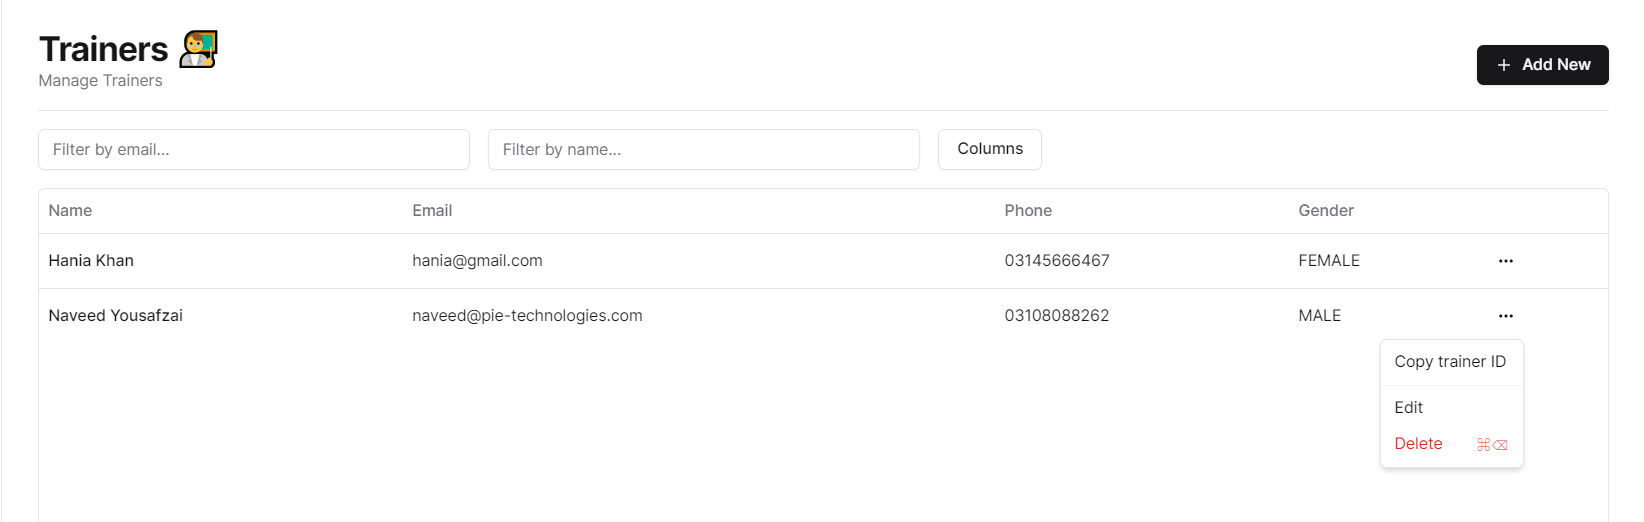 Trainers
Manage Trainers
+ Add New
Filter by email...
Filter by name...
Columns
Name Email Phone Gender
Hania Khan hania@gmail.com 03145666467 FEMALE ...
Naveed Yousafzai naveed@pie-technologies.com 03108088262 MALE ...
Copy trainer ID
Edit
Delete ⌘⌫